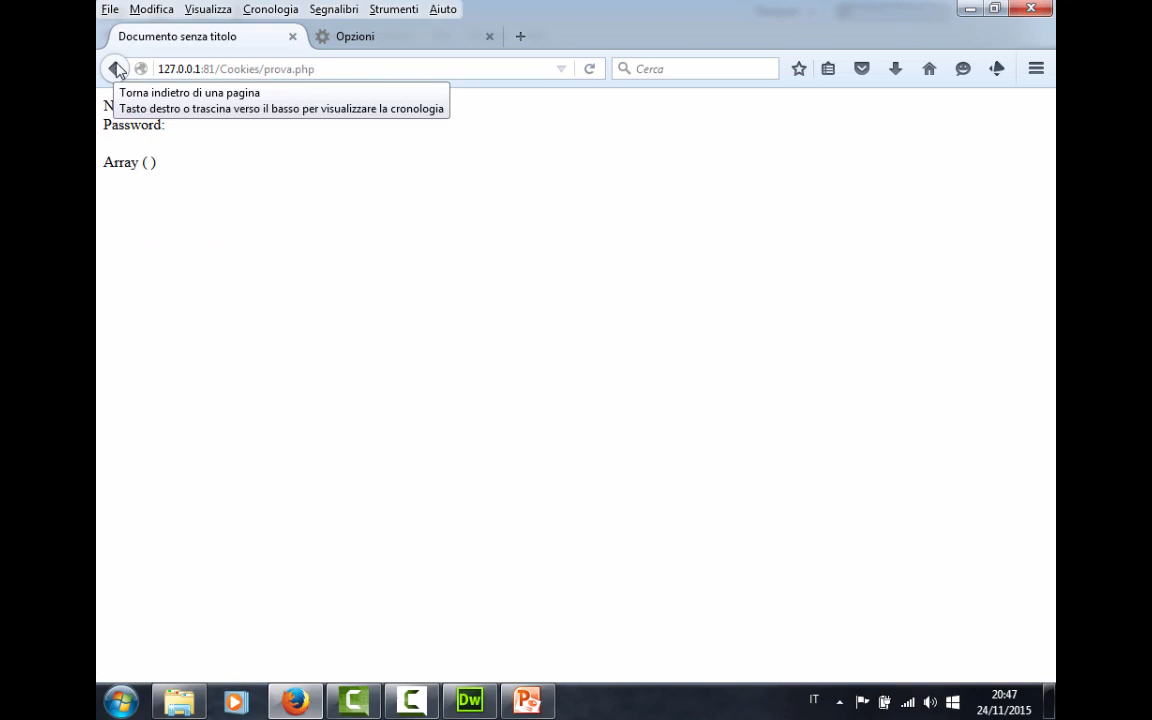 File Modifica Visualizza Cronologia Segnalibri Strumenti Aiuto
Documento senza titolo
Opzioni
127.0.0.1:81/Cookies/prova.php
Cerca
Torna indietro di una pagina
Tasto destro o trascina verso il basso per visualizzare la cronologia
Password:
Array ( )
Dw
IT
20:47
24/11/2015